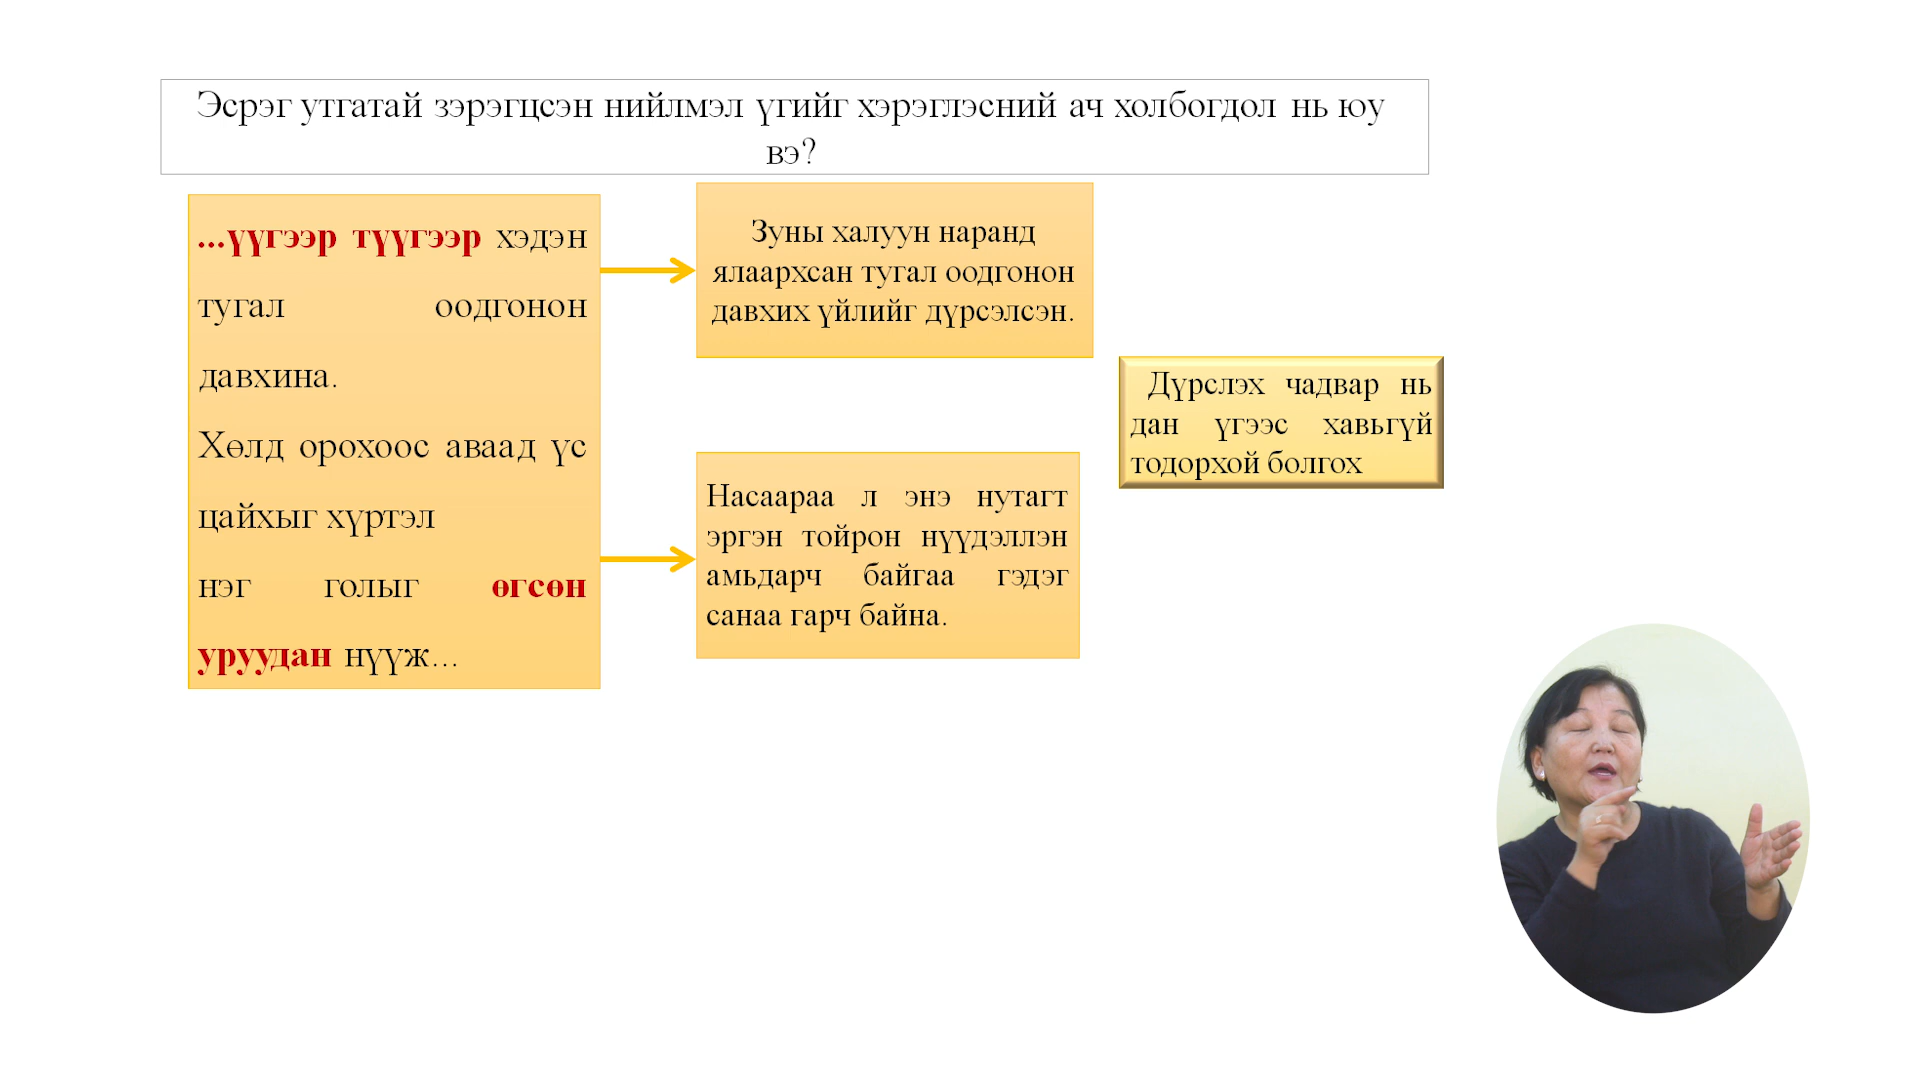 Эсрэг утгатай зэрэгцсэн нийлмэл үгийг хэрэглэсний ач холбогдол нь юу
вэ?
...үүгээр түүгээр хэдэн
тугал оодгонон
давхина.
Хөлд орохоос аваад үс
цайхыг хүртэл
нэг голыг өгсөн
уруудан нүүж...
Зуны халуун наранд
ялаархсан тугал оодгонон
давхих үйлийг дүрсэлсэн.
Насаараа л энэ нутагт
эргэн тойрон нүүдэллэн
амьдарч байгаа гэдэг
санаа гарч байна.
Дүрслэх чадвар нь
дан үгээс хавьгүй
тодорхой болгох